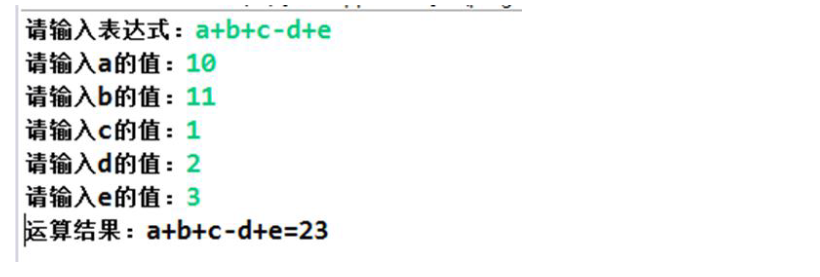 请输入表达式：a+b+c-d+e
请输入a的值：10
请输入b的值：11
请输入c的值：1
请输入d的值：2
请输入e的值：3
运算结果：a+b+c-d+e=23